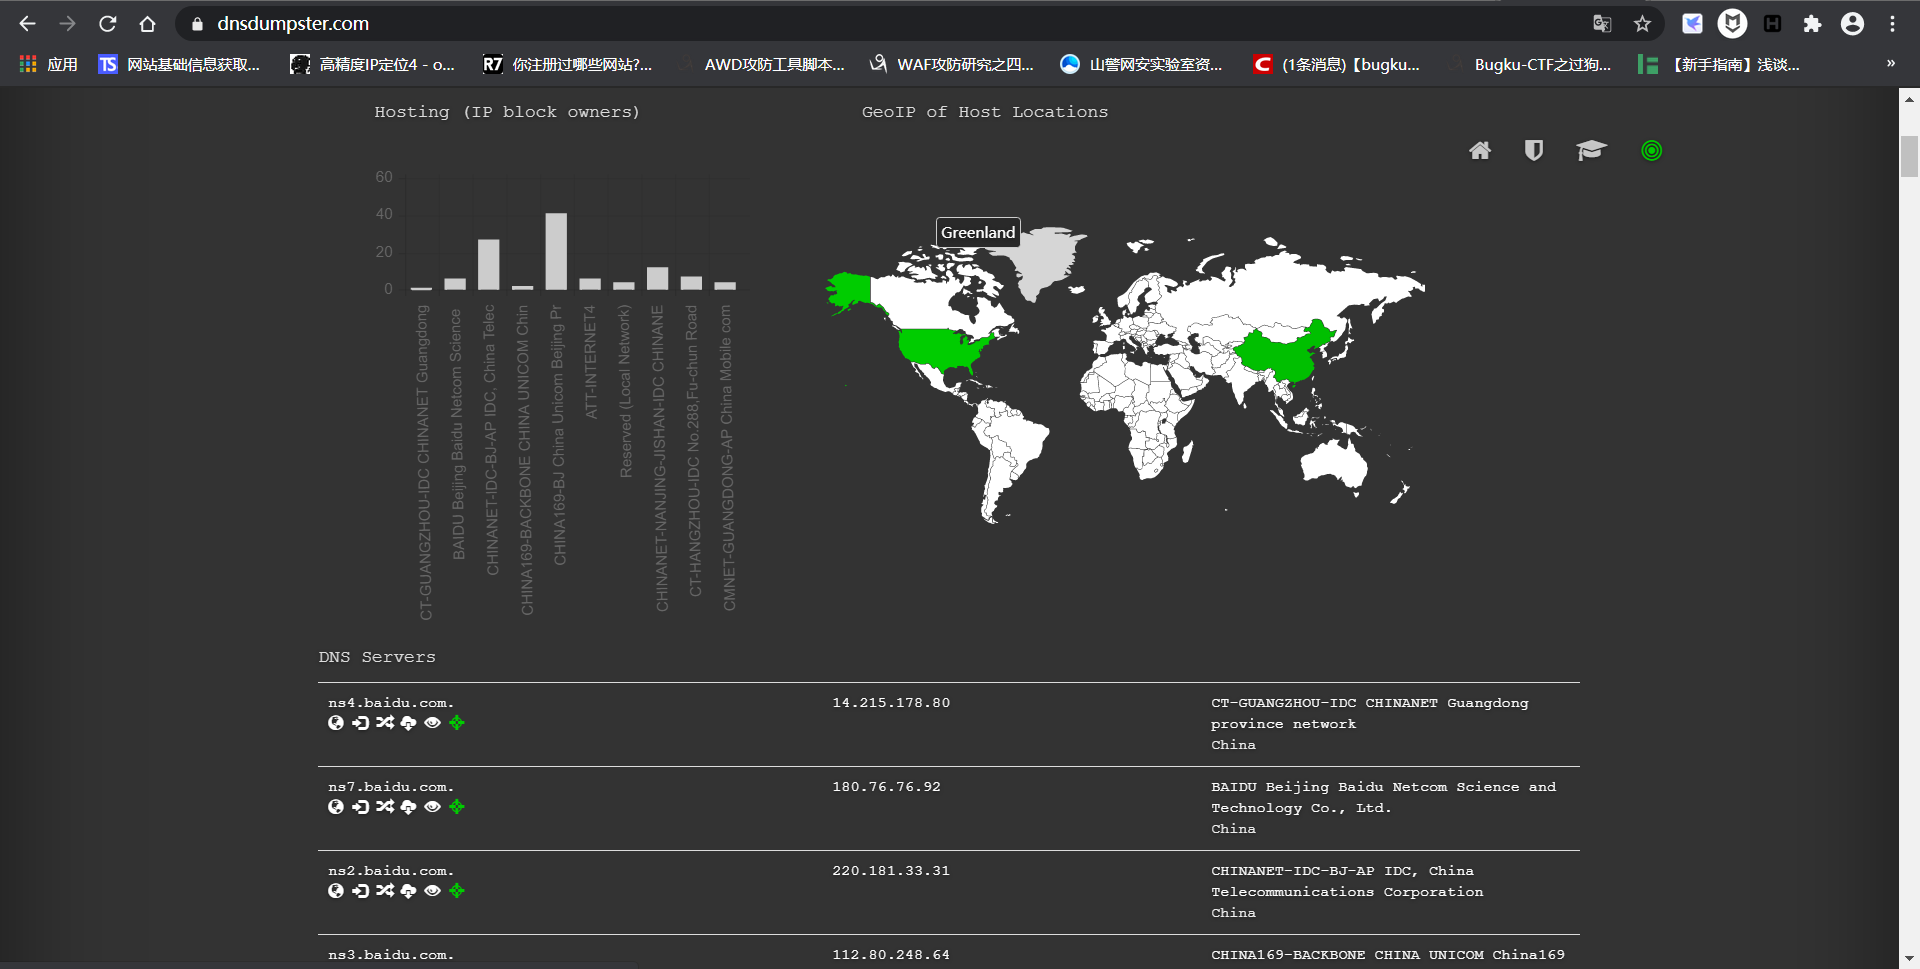 dnsdumpster.com
应用
TS 网站基础信息获取...
高精度IP定位4 - o...
R7 你注册过哪些网站?...
AWD攻防工具脚本...
WAF攻防研究之四...
山警网安实验室资...
C (1条消息)【bugku...
Bugku-CTF之过狗...
【新手指南】浅谈...
»
Hosting (IP block owners)
GeoIP of Host Locations
60
40
20
0
CT-GUANGZHOU-IDC CHINANET Guangdong
BAIDU Beijing Baidu Netcom Science
CHINANET-IDC-BJ-AP IDC, China Telec
CHINA169-BACKBONE CHINA UNICOM Chin
CHINA169-BJ China Unicom Beijing Pr
ATT-INTERNET4
Reserved (Local Network)
CHINANET-NANJING-JISHAN-IDC CHINANE
CT-HANGZHOU-IDC No.288,Fu-chun Road
CMNET-GUANGDONG-AP China Mobile com
Greenland
DNS Servers
ns4.baidu.com.
14.215.178.80
CT-GUANGZHOU-IDC CHINANET Guangdong
province network
China
ns7.baidu.com.
180.76.76.92
BAIDU Beijing Baidu Netcom Science and
Technology Co., Ltd.
China
ns2.baidu.com.
220.181.33.31
CHINANET-IDC-BJ-AP IDC, China
Telecommunications Corporation
China
ns3.baidu.com.
112.80.248.64
CHINA169-BACKBONE CHINA UNICOM China169